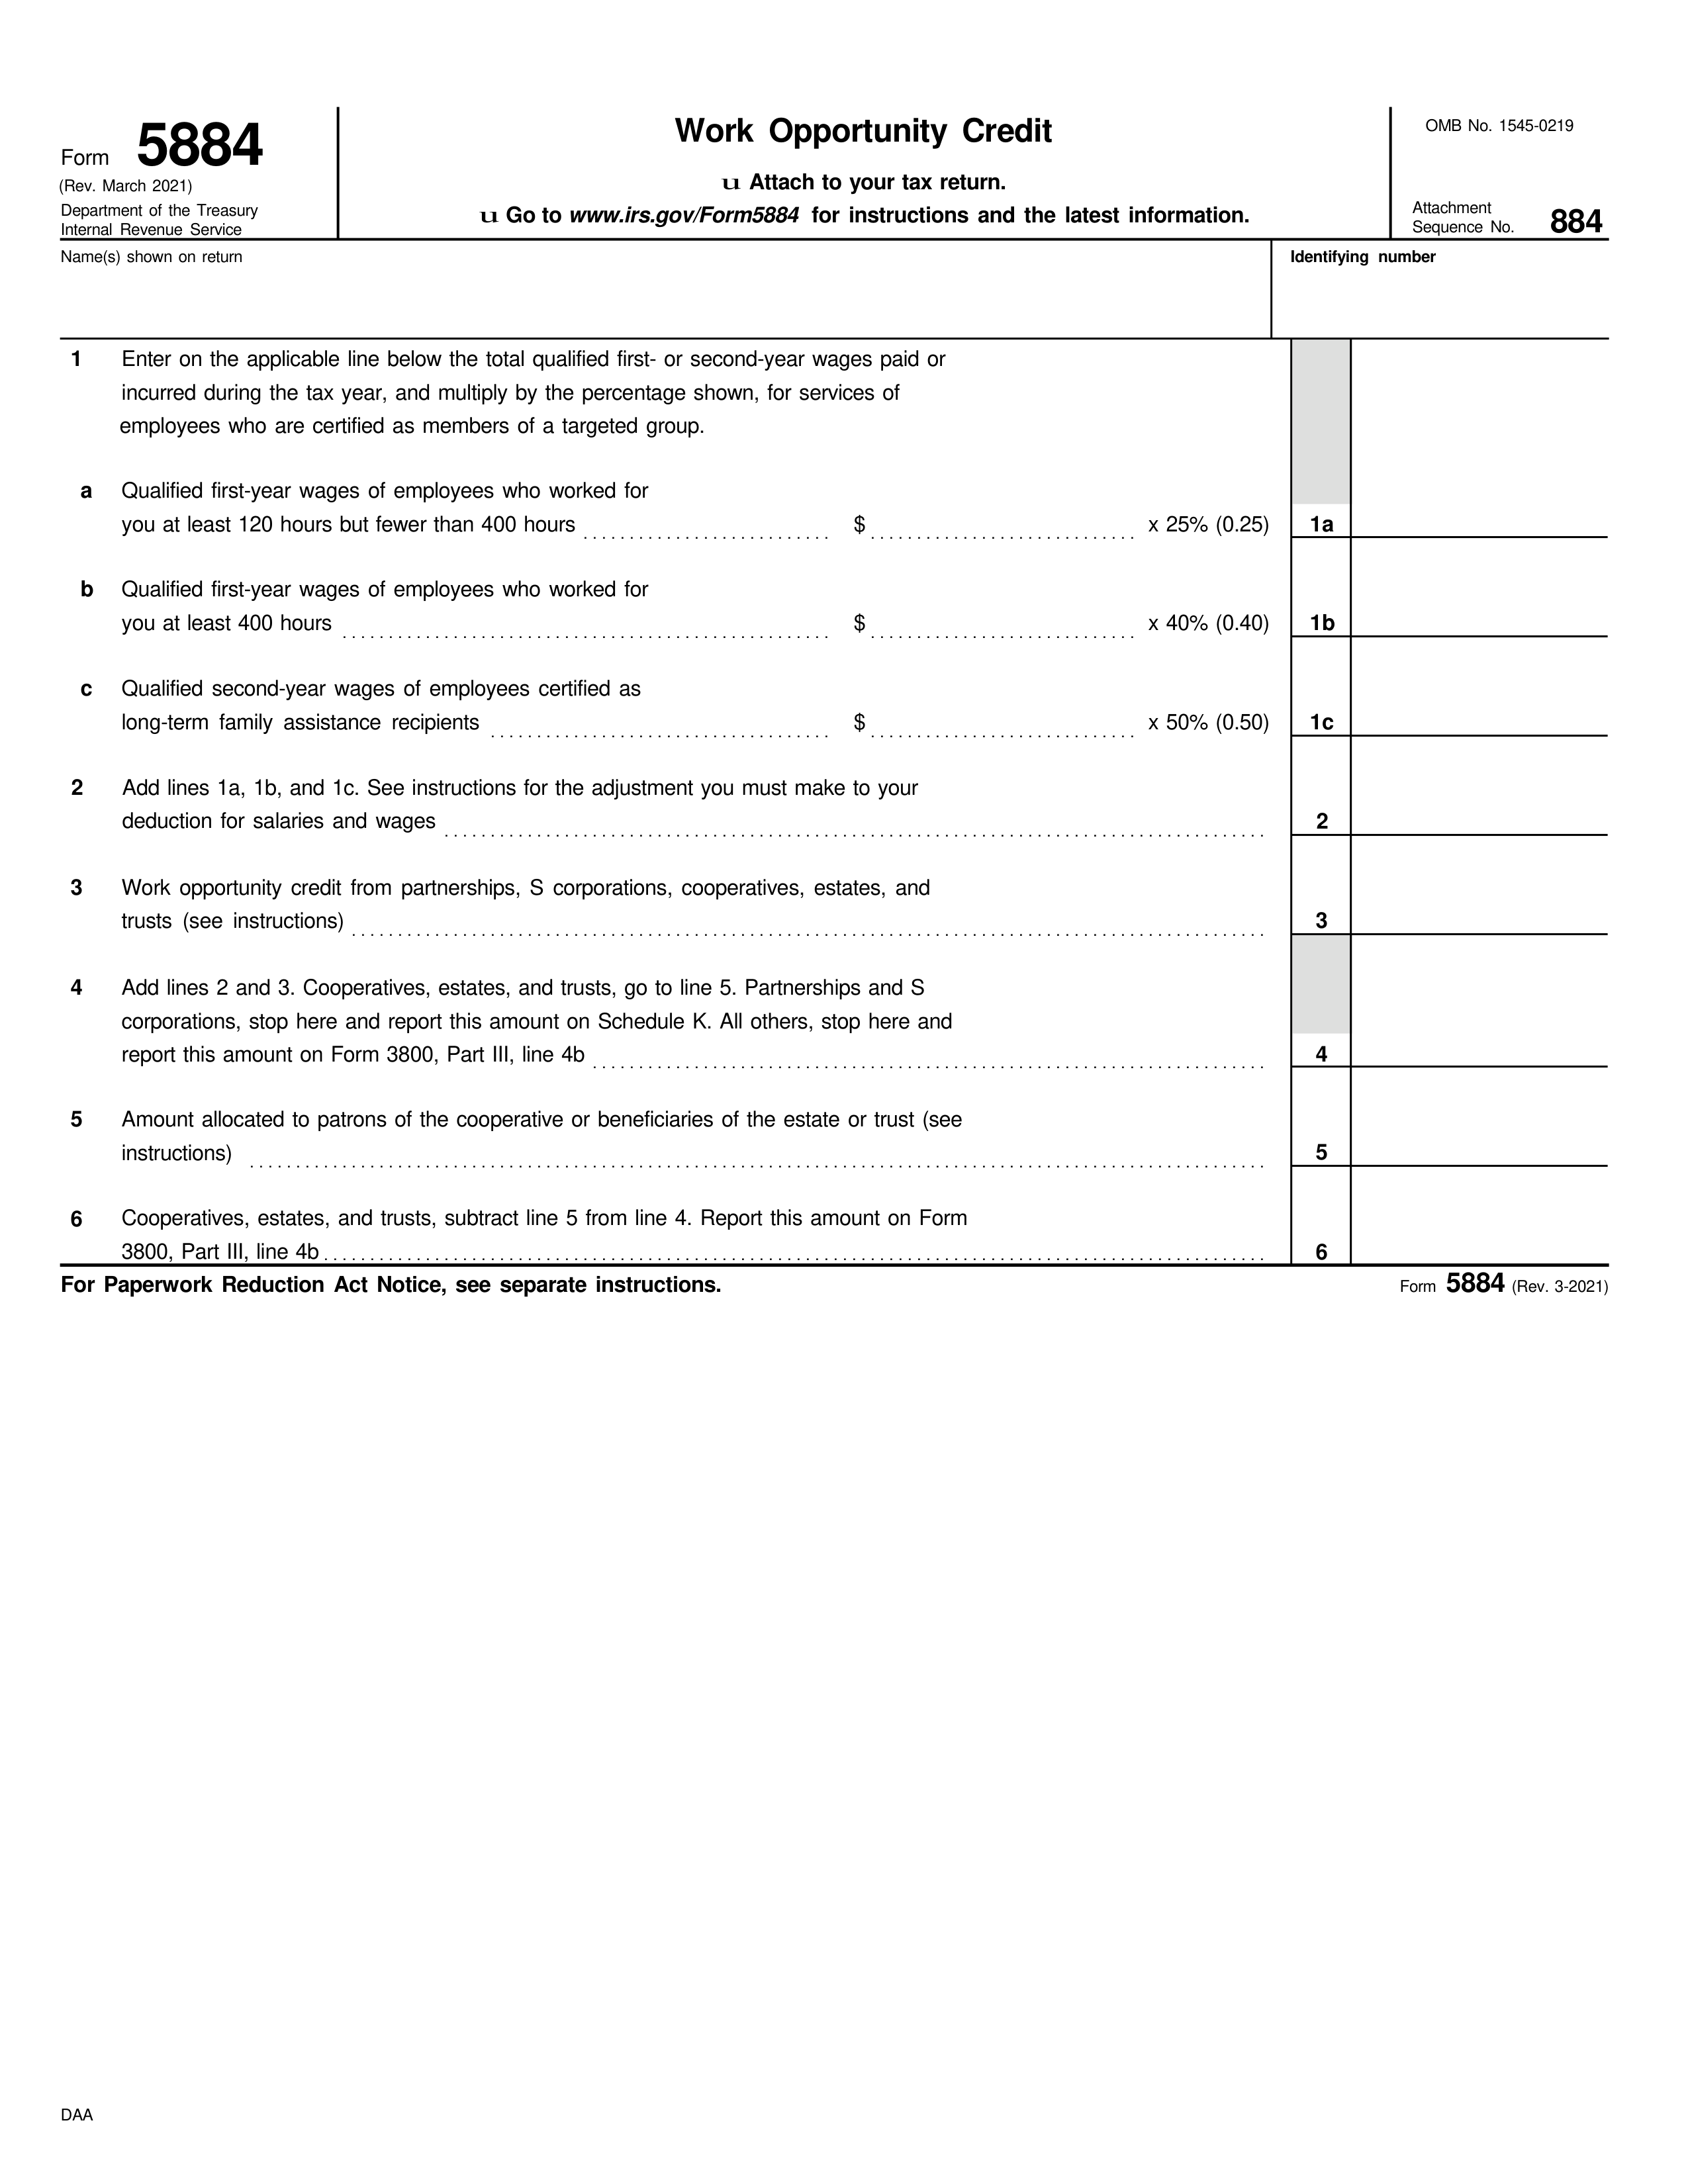 Form 5884
(Rev. March 2021)
Department of the Treasury
Internal Revenue Service
Work Opportunity Credit
u Attach to your tax return.
u Go to www.irs.gov/Form5884 for instructions and the latest information.
OMB No. 1545-0219
Attachment
Sequence No. 884
Name(s) shown on return
Identifying number
1 Enter on the applicable line below the total qualified first- or second-year wages paid or
incurred during the tax year, and multiply by the percentage shown, for services of
employees who are certified as members of a targeted group.
a Qualified first-year wages of employees who worked for
you at least 120 hours but fewer than 400 hours $ x 25% (0.25) 1a
b Qualified first-year wages of employees who worked for
you at least 400 hours $ x 40% (0.40) 1b
c Qualified second-year wages of employees certified as
long-term family assistance recipients $ x 50% (0.50) 1c
2 Add lines 1a, 1b, and 1c. See instructions for the adjustment you must make to your
deduction for salaries and wages 2
3 Work opportunity credit from partnerships, S corporations, cooperatives, estates, and
trusts (see instructions) 3
4 Add lines 2 and 3. Cooperatives, estates, and trusts, go to line 5. Partnerships and S
corporations, stop here and report this amount on Schedule K. All others, stop here and
report this amount on Form 3800, Part III, line 4b 4
5 Amount allocated to patrons of the cooperative or beneficiaries of the estate or trust (see
instructions) 5
6 Cooperatives, estates, and trusts, subtract line 5 from line 4. Report this amount on Form
3800, Part III, line 4b 6
For Paperwork Reduction Act Notice, see separate instructions.
Form 5884 (Rev. 3-2021)
DAA